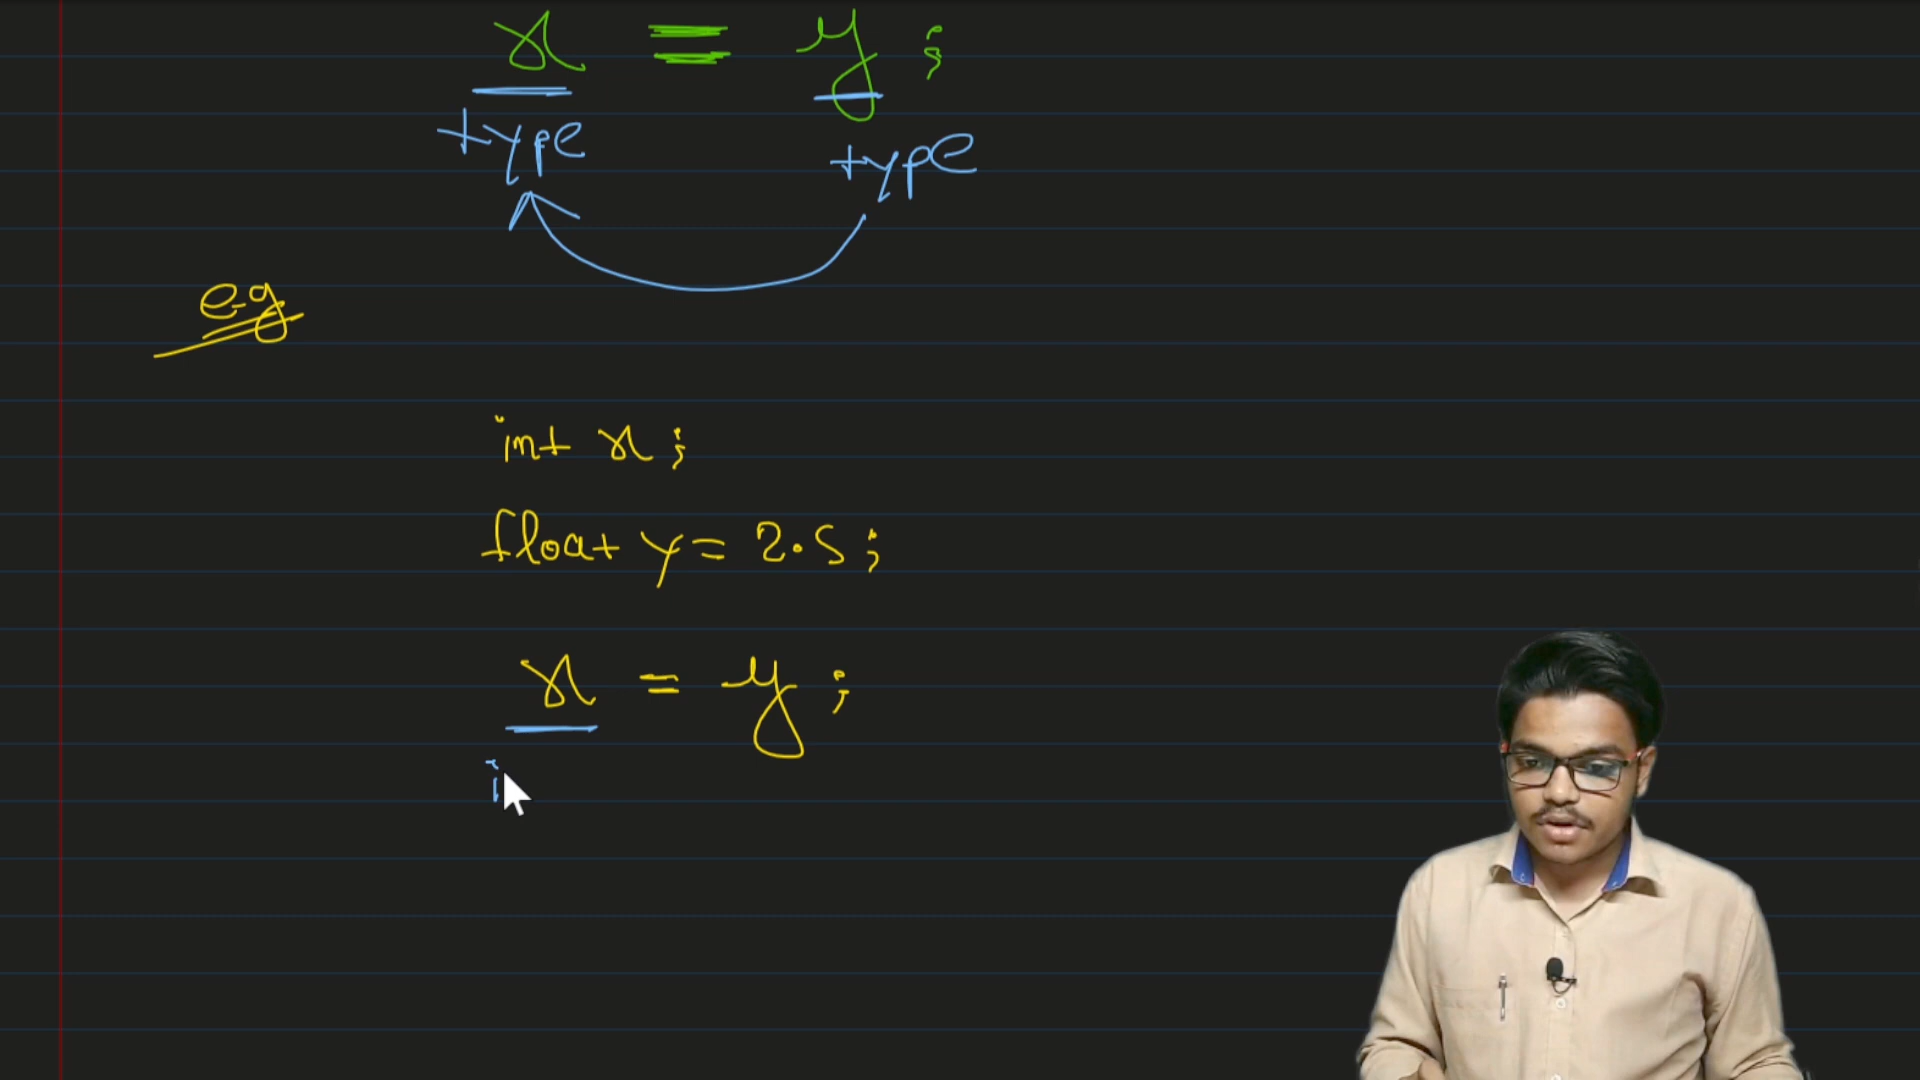 x = y ;
type type
e.g
int x ;
float y = 2.5 ;
x = y ;
i